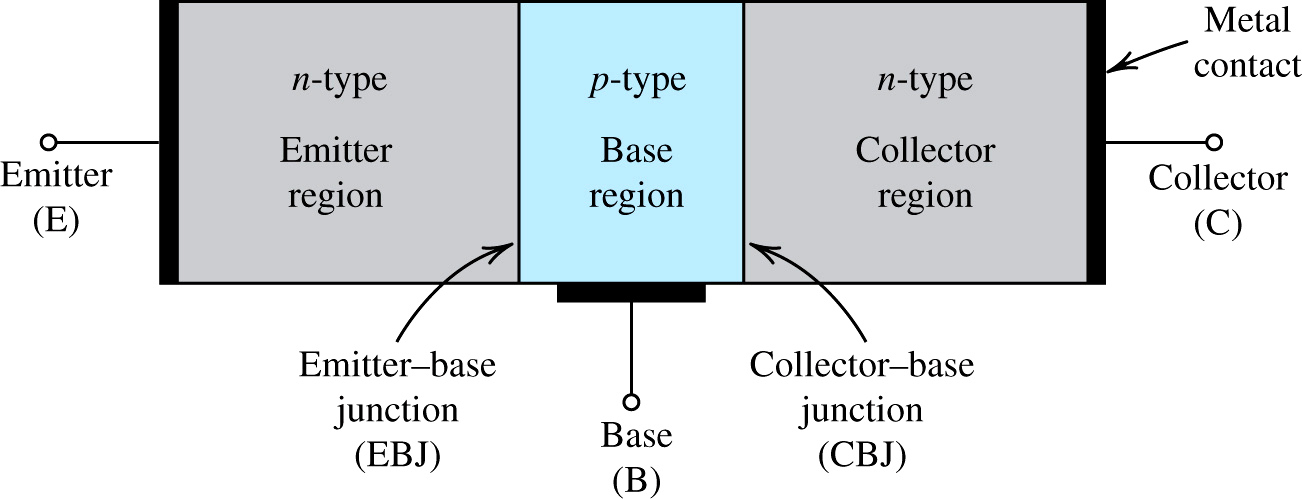 n-type
Emitter
region
p-type
Base
region
n-type
Collector
region
Metal
contact
Emitter
(E)
Collector
(C)
Emitter–base
junction
(EBJ)
Base
(B)
Collector–base
junction
(CBJ)